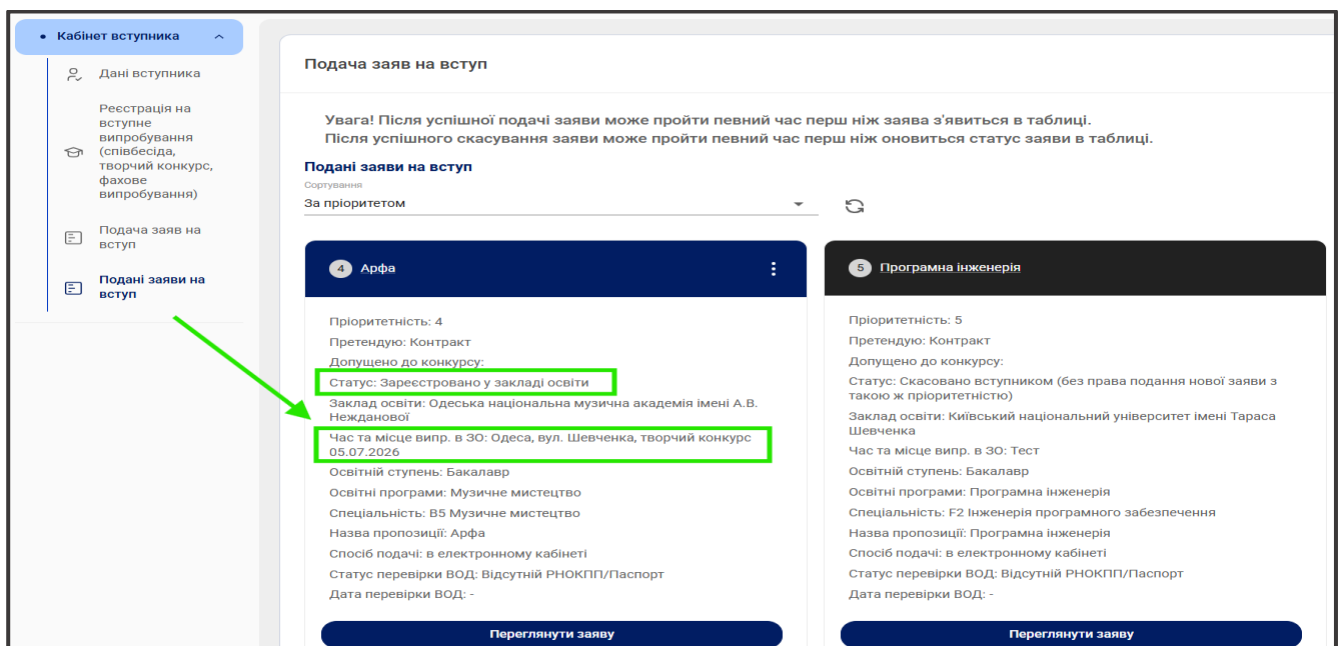 Кабінет вступника
Дані вступника
Реєстрація на
вступне
випробування
(співбесіда,
творчий конкурс,
фахове
випробування)
Подача заяв на
вступ
Подані заяви на
вступ
Подача заяв на вступ
Увага! Після успішної подачі заяви може пройти певний час перш ніж заява з'явиться в таблиці.
Після успішного скасування заяви може пройти певний час перш ніж оновиться статус заяви в таблиці.
Подані заяви на вступ
Сортування
За пріоритетом
4 Арфа
Пріоритетність: 4
Претендую: Контракт
Допущено до конкурсу:
Статус: Зареєстровано у закладі освіти
Заклад освіти: Одеська національна музична академія імені А.В.
Нежданової
Час та місце випр. в ЗО: Одеса, вул. Шевченка, творчий конкурс
05.07.2026
Освітній ступень: Бакалавр
Освітні програми: Музичне мистецтво
Спеціальність: B5 Музичне мистецтво
Назва пропозиції: Арфа
Спосіб подачі: в електронному кабінеті
Статус перевірки ВОД: Відсутній РНОКПП/Паспорт
Дата перевірки ВОД: -
Переглянути заяву
5 Програмна інженерія
Пріоритетність: 5
Претендую: Контракт
Допущено до конкурсу:
Статус: Скасовано вступником (без права подання нової заяви з
такою ж пріоритетністю)
Заклад освіти: Київський національний університет імені Тараса
Шевченка
Час та місце випр. в ЗО: Тест
Освітній ступень: Бакалавр
Освітні програми: Програмна інженерія
Спеціальність: F2 Інженерія програмного забезпечення
Назва пропозиції: Програмна інженерія
Спосіб подачі: в електронному кабінеті
Статус перевірки ВОД: Відсутній РНОКПП/Паспорт
Дата перевірки ВОД: -
Переглянути заяву